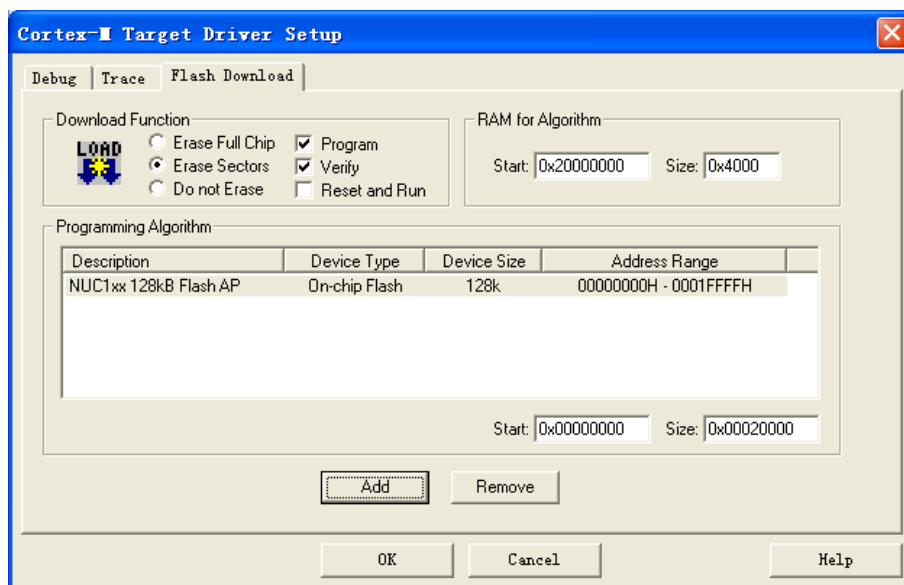 Cortex-M Target Driver Setup
Debug Trace Flash Download
Download Function
LOAD
Erase Full Chip
Erase Sectors
Do not Erase
Program
Verify
Reset and Run
RAM for Algorithm
Start: 0x20000000 Size: 0x4000
Programming Algorithm
Description Device Type Device Size Address Range
NUC1xx 128kB Flash AP On-chip Flash 128k 00000000H - 0001FFFFH
Start: 0x00000000 Size: 0x00020000
Add Remove
OK Cancel Help